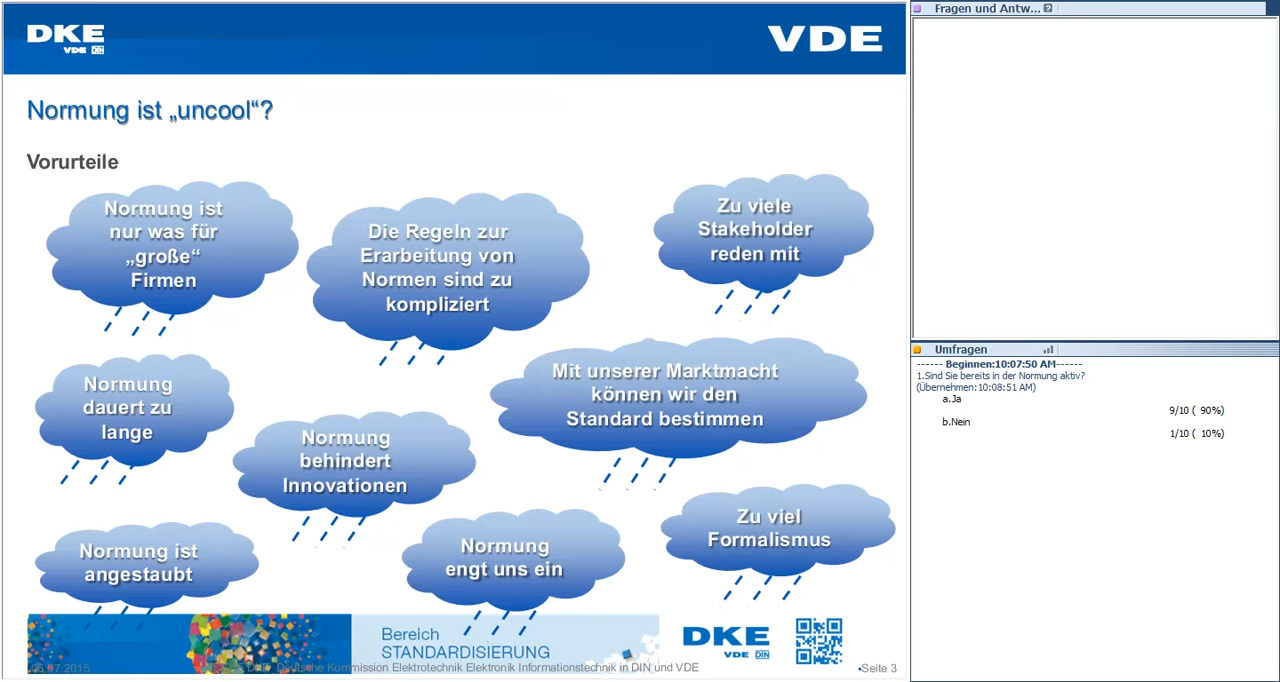 DKE
VDE DIN
VDE
Normung ist „uncool“?
Vorurteile
Normung ist
nur was für
„große“
Firmen
Die Regeln zur
Erarbeitung von
Normen sind zu
kompliziert
Zu viele
Stakeholder
reden mit
Normung
dauert zu
lange
Normung
behindert
Innovationen
Mit unserer Marktmacht
können wir den
Standard bestimmen
Normung ist
angestaubt
Normung
engt uns ein
Zu viel
Formalismus
Bereich
STANDARDISIERUNG
DKE
VDE DIN
06.07.2015
DKE Deutsche Kommission Elektrotechnik Elektronik Informationstechnik in DIN und VDE
•Seite 3
Fragen und Antw...
Umfragen
------ Beginnen:10:07:50 AM------
1.Sind Sie bereits in der Normung aktiv?
(Übernehmen:10:08:51 AM)
a.Ja
9/10 ( 90%)
b.Nein
1/10 ( 10%)